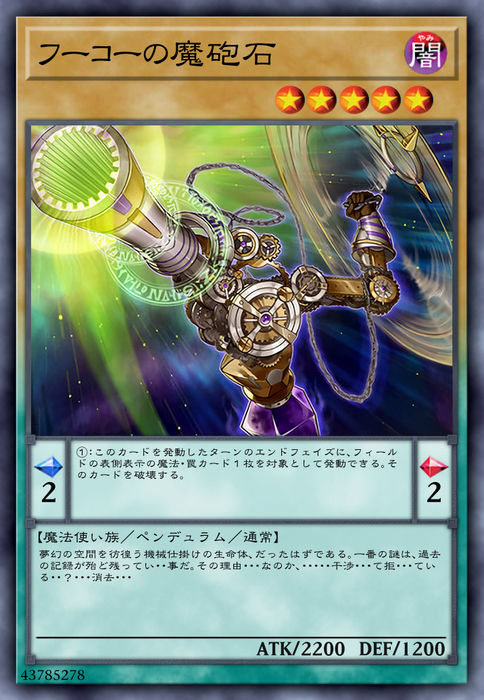 フーコーの魔砲石
やみ
闇
①:このカードを発動したターンのエンドフェイズに、フィール
ドの表側表示の魔法・罠カード１枚を対象として発動できる。そ
のカードを破壊する。
2
2
【魔法使い族／ペンデュラム／通常】
夢幻の空間を彷徨う機械仕掛けの生命体、だったはずである。一番の謎は、過去
の記録が殆ど残ってい・・事だ。その理由・・・なのか、・・・・・干渉・・・て拒・・・てい
る・・？・・・消去・・・
ATK/2200 DEF/1200
43785278